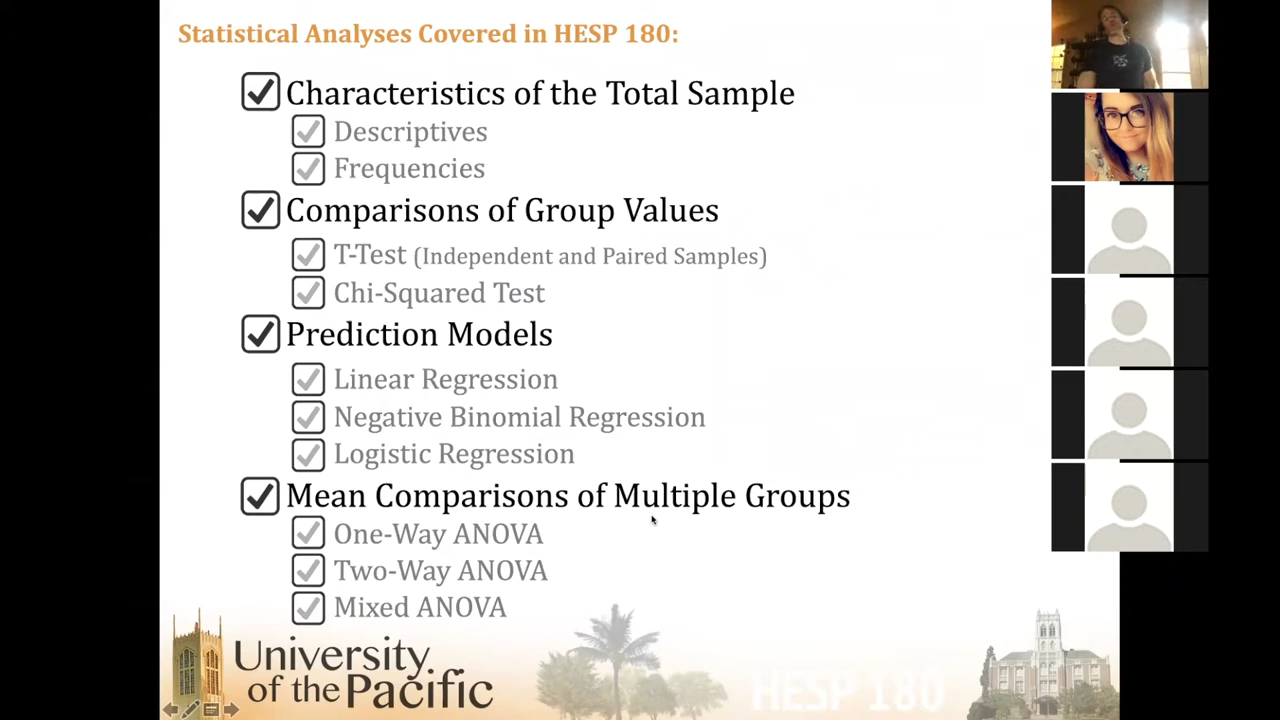 Statistical Analyses Covered in HESP 180:
Characteristics of the Total Sample
Descriptives
Frequencies
Comparisons of Group Values
T-Test (Independent and Paired Samples)
Chi-Squared Test
Prediction Models
Linear Regression
Negative Binomial Regression
Logistic Regression
Mean Comparisons of Multiple Groups
One-Way ANOVA
Two-Way ANOVA
Mixed ANOVA
University
of the Pacific
HESP 180